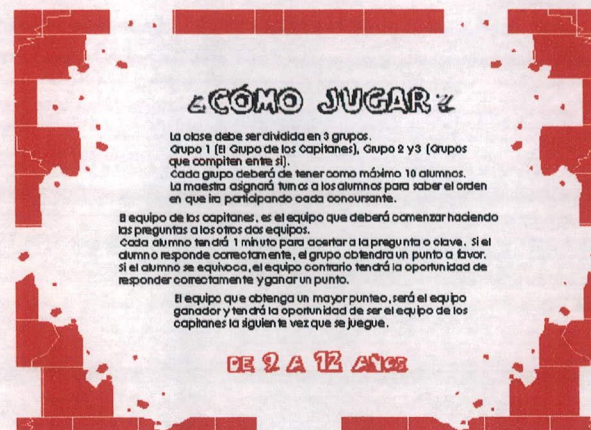 ¿CÓMO JUGAR?
La clase debe ser dividida en 3 grupos.
Grupo 1 (El Grupo de los Capitanes), Grupo 2 y 3 (Grupos
que compiten entre si).
Cada grupo deberá de tener como máximo 10 alumnos.
La maestra asignará turnos a los alumnos para saber el orden
en que ira participando cada concursante.
El equipo de los capitanes, es el equipo que deberá comenzar haciendo
las preguntas a los otros dos equipos.
Cada alumno tendrá 1 minuto para acertar a la pregunta o clave. Si el
alumno responde correctamente, el grupo obtendra un punto a favor.
Si el alumno se equivoca, el equipo contrario tendrá la oportunidad de
responder correctamente y ganar un punto.
El equipo que obtenga un mayor punteo, será el equipo
ganador y tendrá la oportunidad de ser el equipo de los
capitanes la siguiente vez que se juegue.
DE 9 A 12 AÑOS